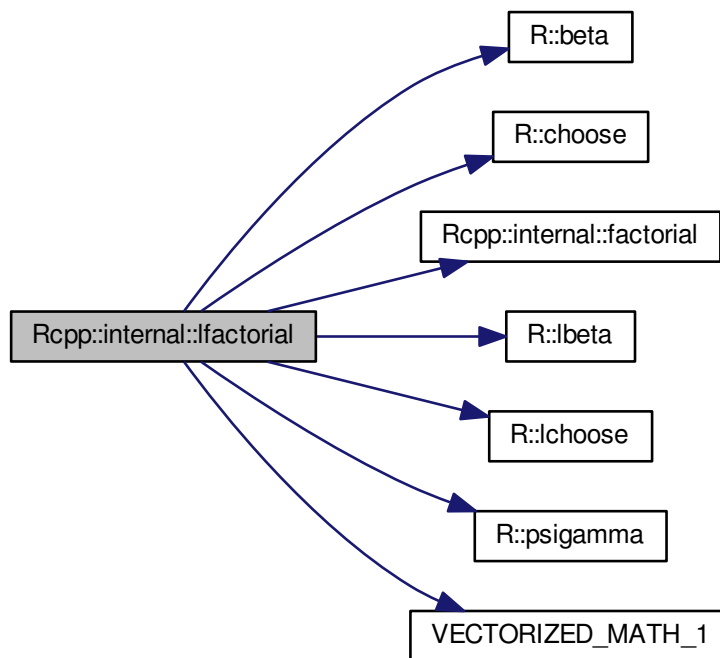 R::beta
R::choose
Rcpp::internal::factorial
Rcpp::internal::lfactorial
R::lbeta
R::lchoose
R::psigamma
VECTORIZED_MATH_1